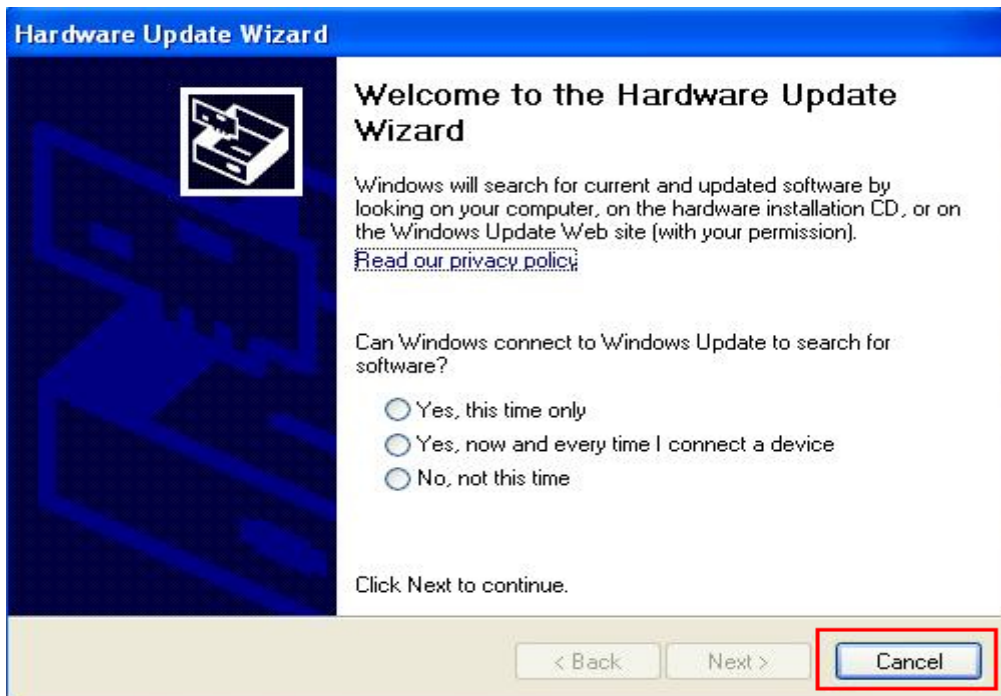 Hardware Update Wizard
Welcome to the Hardware Update
Wizard
Windows will search for current and updated software by
looking on your computer, on the hardware installation CD, or on
the Windows Update Web site (with your permission).
Read our privacy policy
Can Windows connect to Windows Update to search for
software?
Yes, this time only
Yes, now and every time I connect a device
No, not this time
Click Next to continue.
< Back Next > Cancel